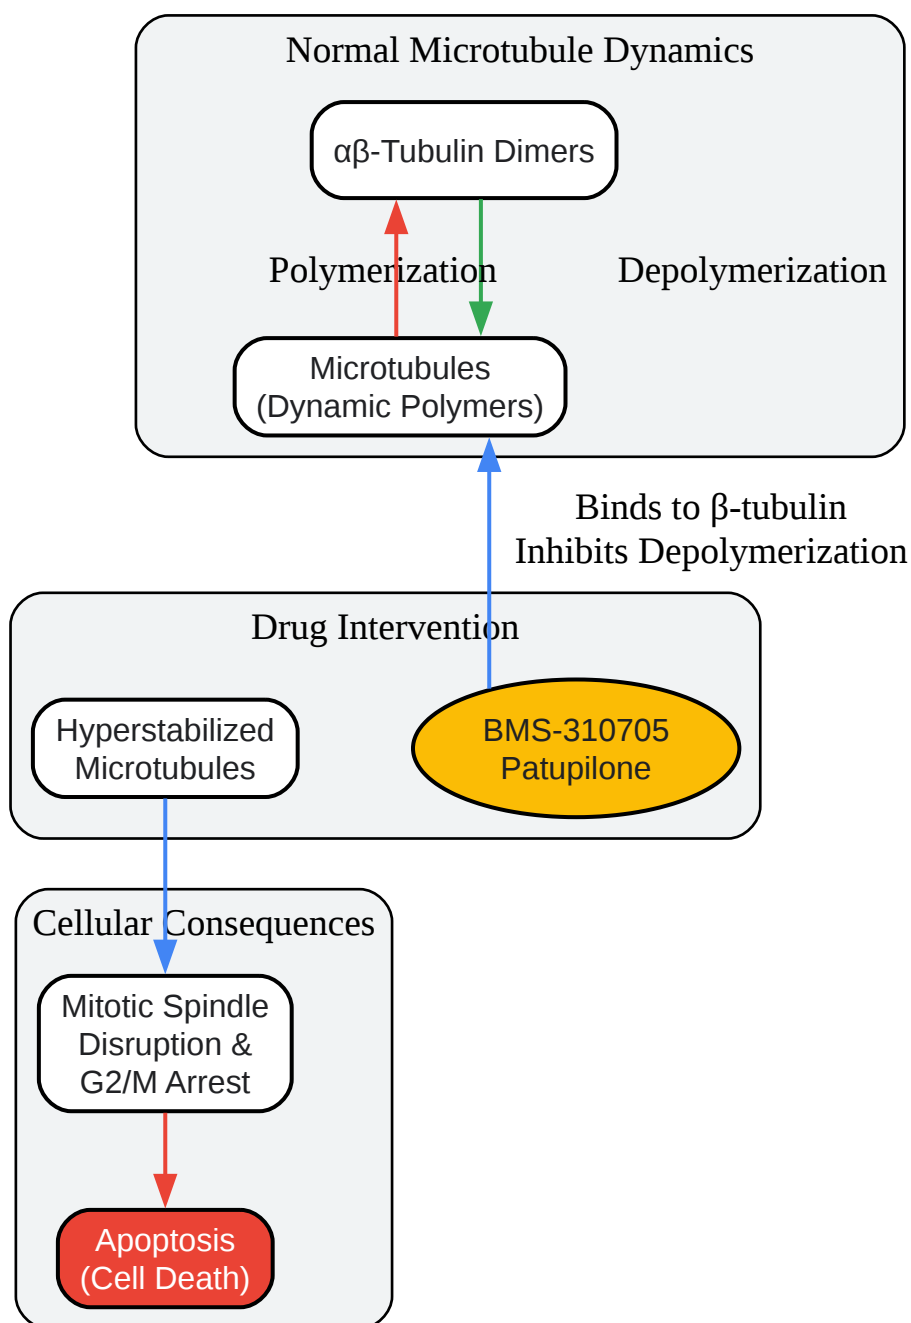 Normal Microtubule Dynamics
αβ-Tubulin Dimers
Polymerization
Depolymerization
Microtubules
(Dynamic Polymers)
Binds to β-tubulin
Inhibits Depolymerization
Drug Intervention
Hyperstabilized
Microtubules
BMS-310705
Patupilone
Cellular Consequences
Mitotic Spindle
Disruption &
G2/M Arrest
Apoptosis
(Cell Death)